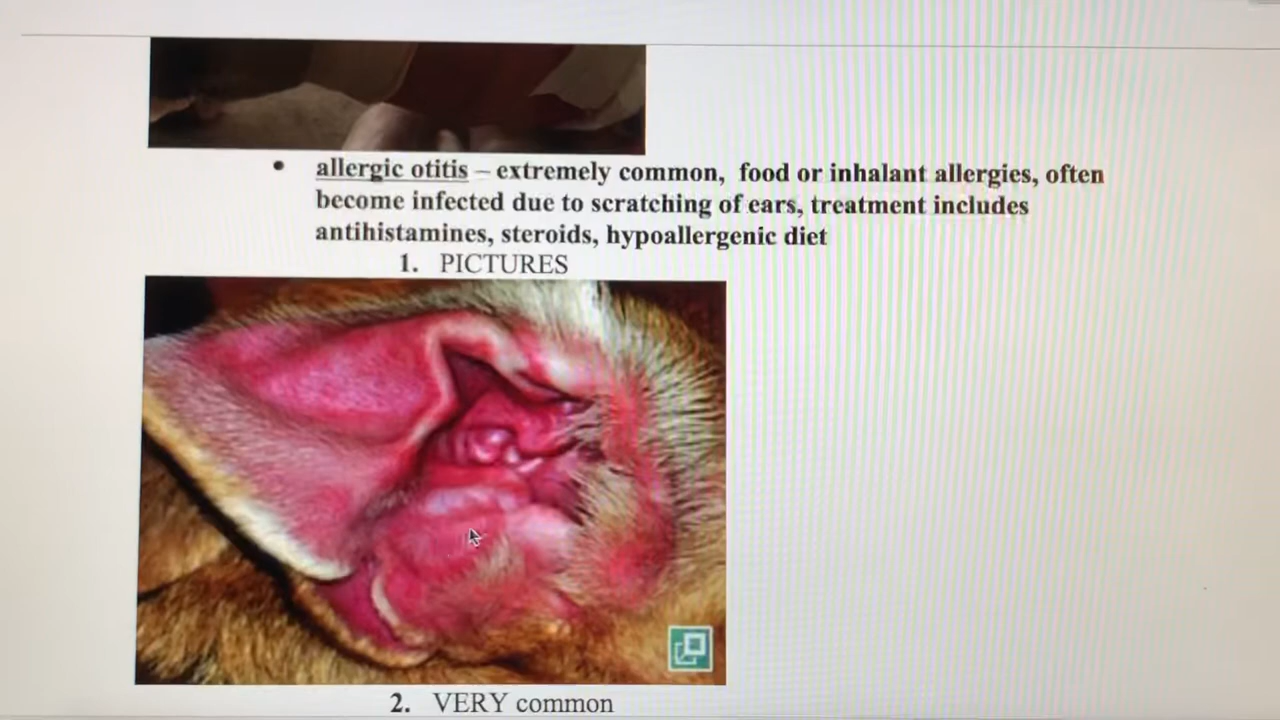 • allergic otitis – extremely common, food or inhalant allergies, often
become infected due to scratching of ears, treatment includes
antihistamines, steroids, hypoallergenic diet
1. PICTURES
2. VERY common